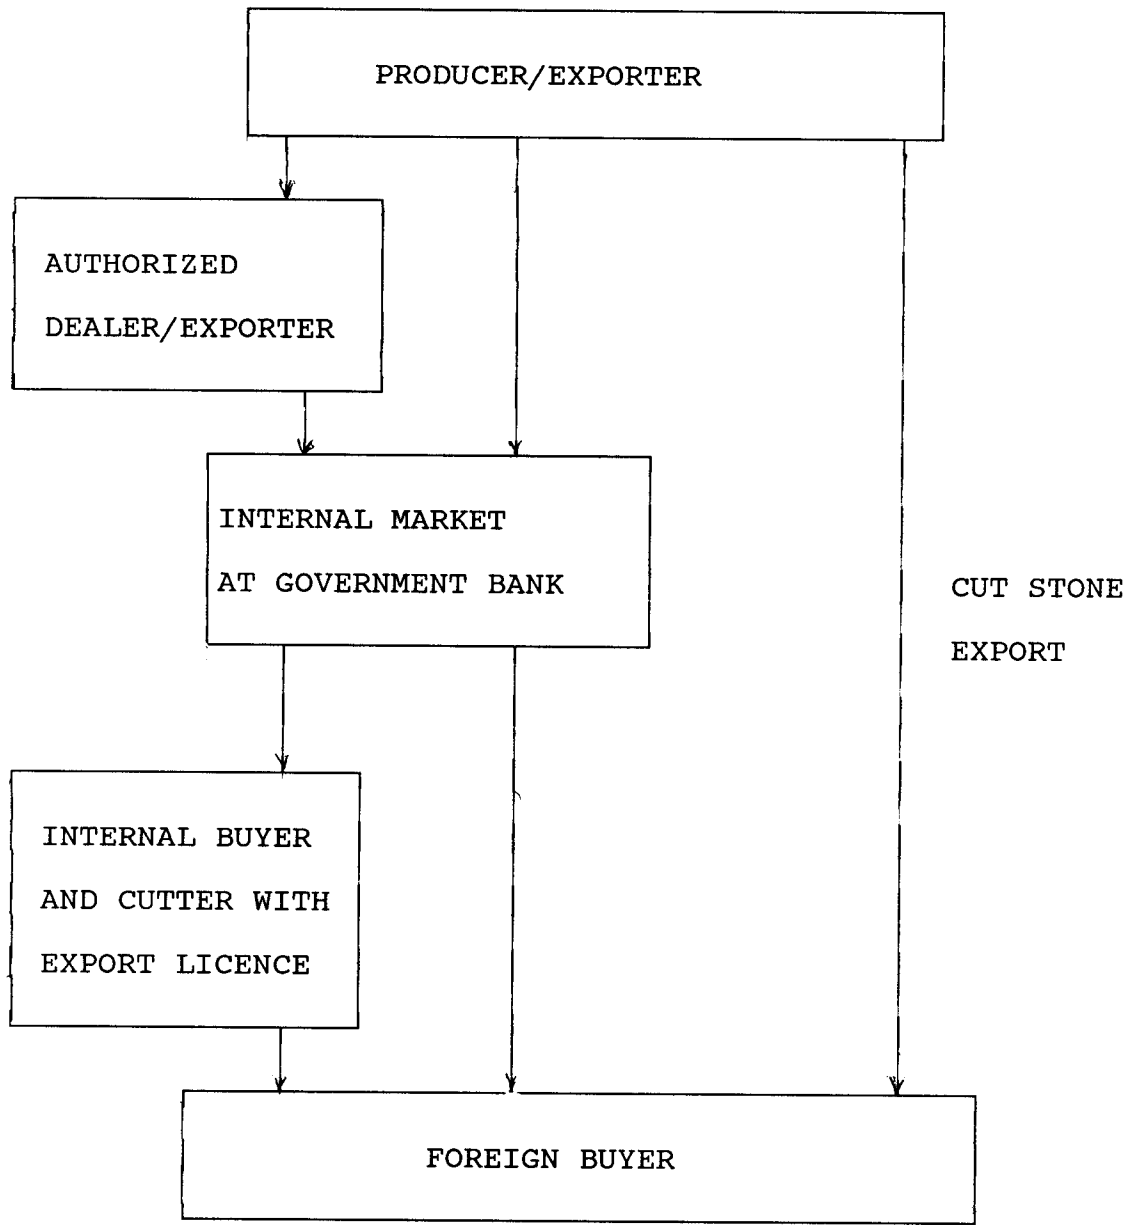 PRODUCER/EXPORTER
AUTHORIZED
DEALER/EXPORTER
INTERNAL MARKET
AT GOVERNMENT BANK
CUT STONE
EXPORT
INTERNAL BUYER
AND CUTTER WITH
EXPORT LICENCE
FOREIGN BUYER